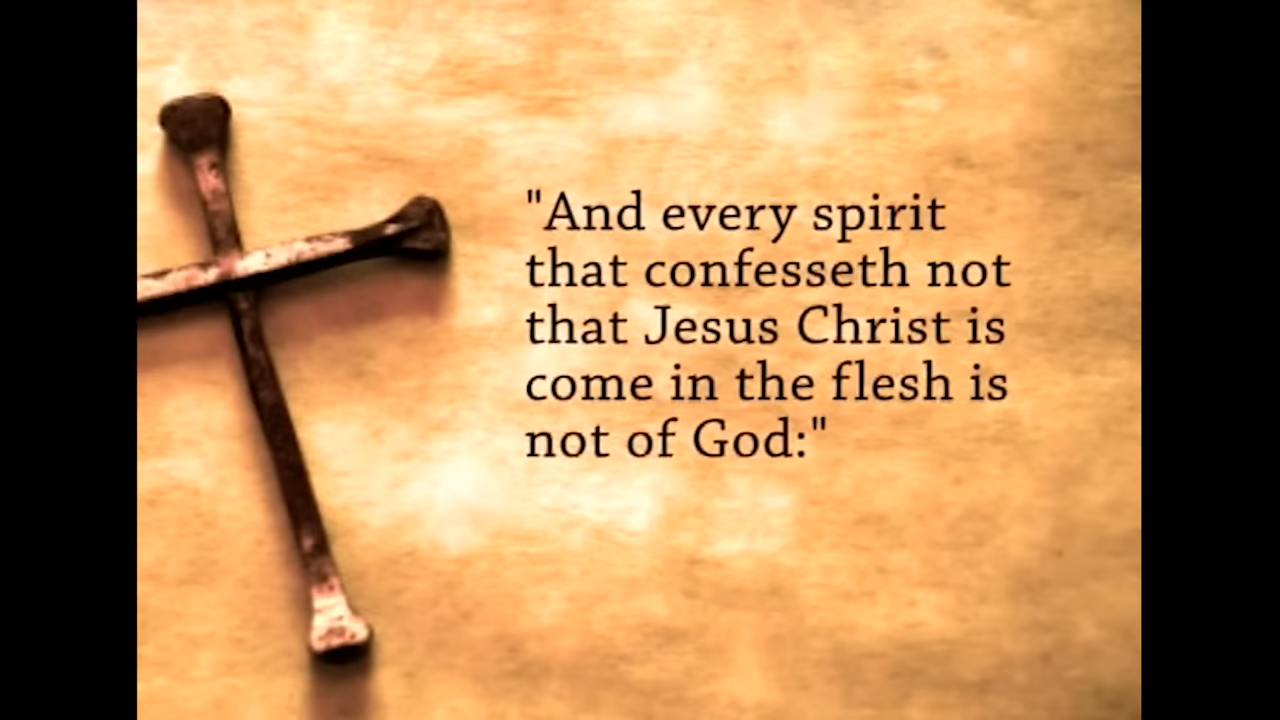 "And every spirit
that confesseth not
that Jesus Christ is
come in the flesh is
not of God:"